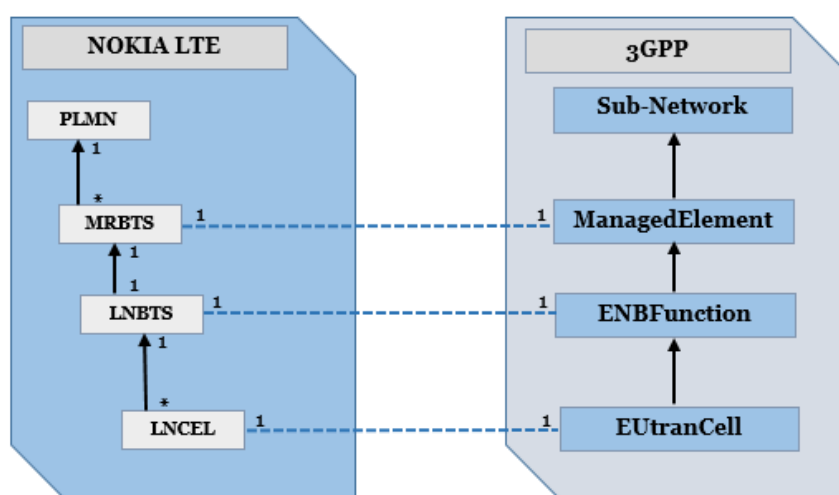 NOKIA LTE
3GPP
PLMN
Sub-Network
1
*
MRBTS
1
1
ManagedElement
1
1
LNBTS
1
1
ENBFunction
1
*
LNCEL
1
1
EUtranCell